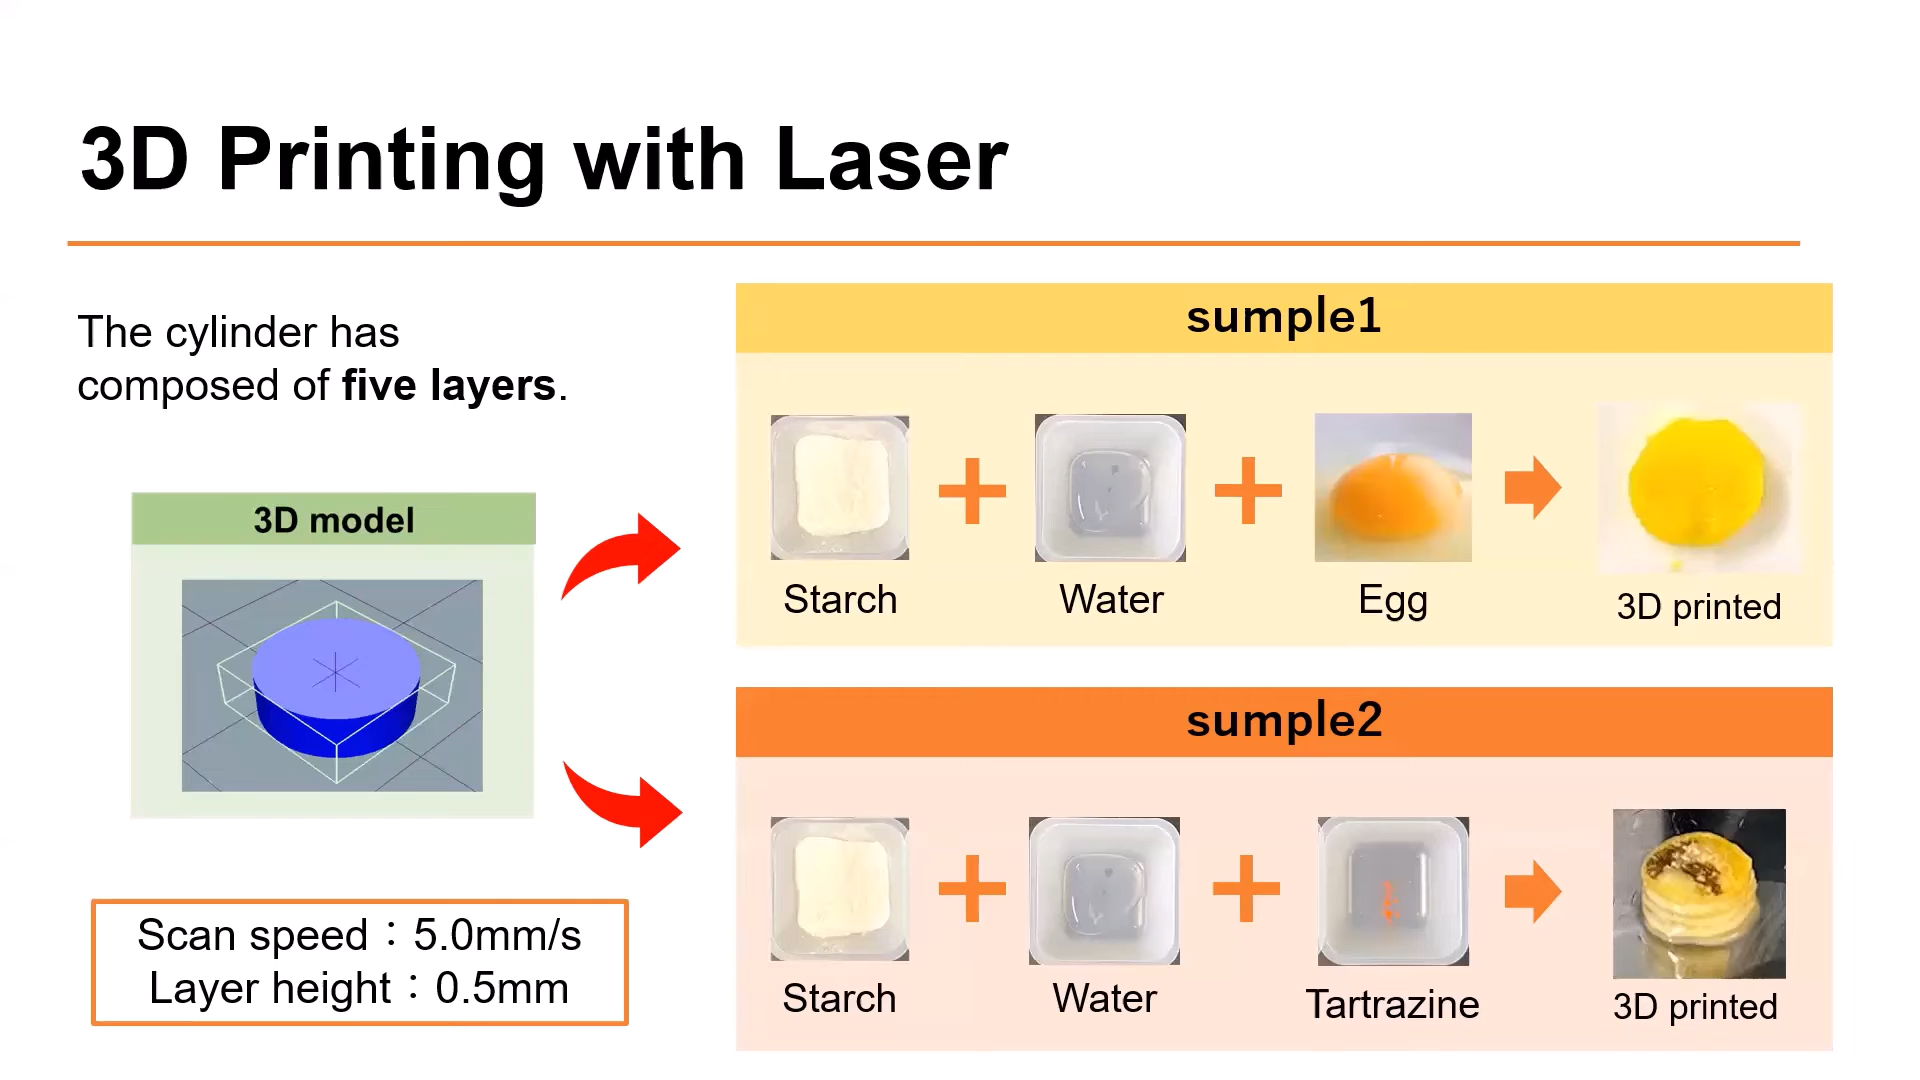 3D Printing with Laser
The cylinder has
composed of five layers.
3D model
Scan speed：5.0mm/s
Layer height：0.5mm
sumple1
Starch
Water
Egg
3D printed
sumple2
Starch
Water
Tartrazine
3D printed